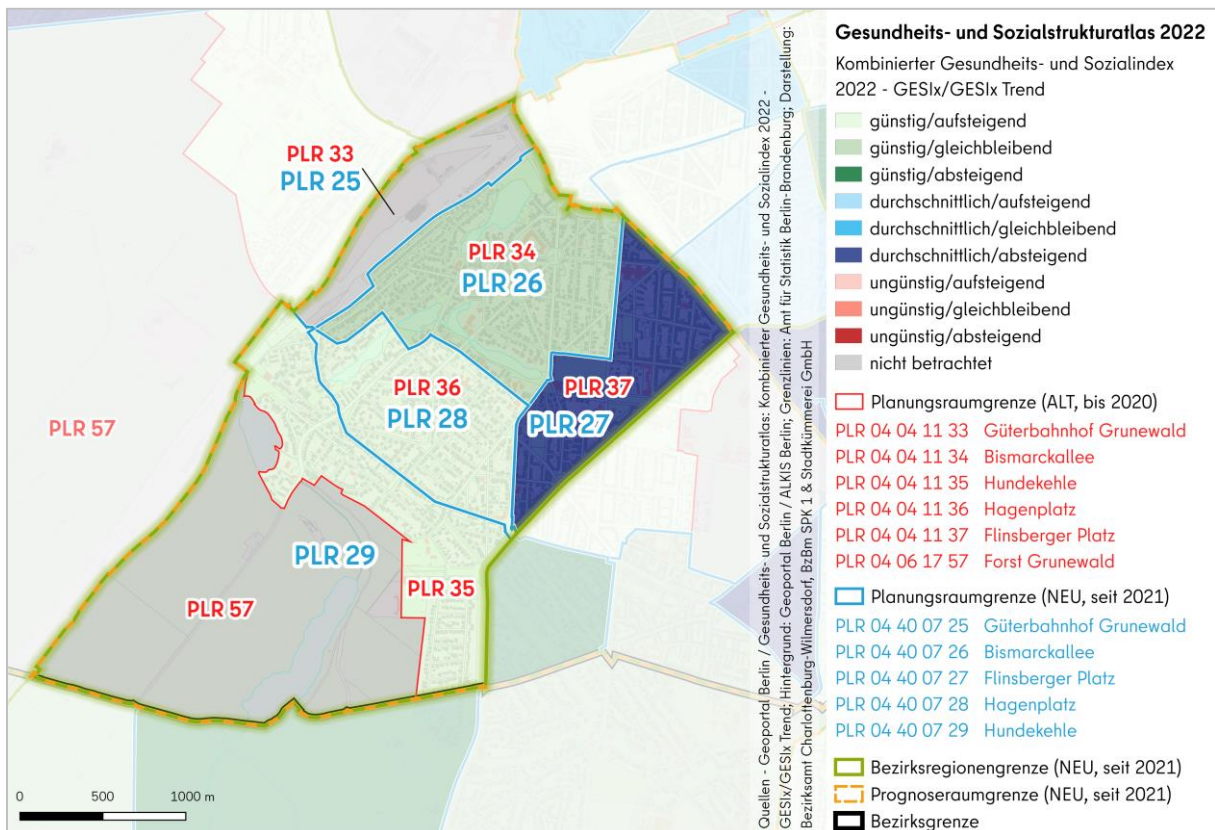 PLR 33
PLR 25
PLR 34
PLR 26
PLR 36
PLR 28
PLR 37
PLR 27
PLR 57
PLR 29
PLR 57
PLR 35
0 500 1000 m
Quellen - Geoportal Berlin / Gesundheits- und Sozialstrukturatlas: Kombinierter Gesundheits- und Sozialindex 2022 -
GESIx/GESIx Trend; Hintergrund: Geoportal Berlin / ALKIS Berlin; Grenzlinien: Amt für Statistik Berlin-Brandenburg; Darstellung:
Bezirksamt Charlottenburg-Wilmersdorf, BzBm SPK 1 & Stadtkümmerei GmbH
Gesundheits- und Sozialstrukturatlas 2022
Kombinierter Gesundheits- und Sozialindex
2022 - GESIx/GESIx Trend
günstig/aufsteigend
günstig/gleichbleibend
günstig/absteigend
durchschnittlich/aufsteigend
durchschnittlich/gleichbleibend
durchschnittlich/absteigend
ungünstig/aufsteigend
ungünstig/gleichbleibend
ungünstig/absteigend
nicht betrachtet
Planungsraumgrenze (ALT, bis 2020)
PLR 04 04 11 33 Güterbahnhof Grunewald
PLR 04 04 11 34 Bismarckallee
PLR 04 04 11 35 Hundekehle
PLR 04 04 11 36 Hagenplatz
PLR 04 04 11 37 Flinsberger Platz
PLR 04 06 17 57 Forst Grunewald
Planungsraumgrenze (NEU, seit 2021)
PLR 04 40 07 25 Güterbahnhof Grunewald
PLR 04 40 07 26 Bismarckallee
PLR 04 40 07 27 Flinsberger Platz
PLR 04 40 07 28 Hagenplatz
PLR 04 40 07 29 Hundekehle
Bezirksregionengrenze (NEU, seit 2021)
Prognoseraumgrenze (NEU, seit 2021)
Bezirksgrenze